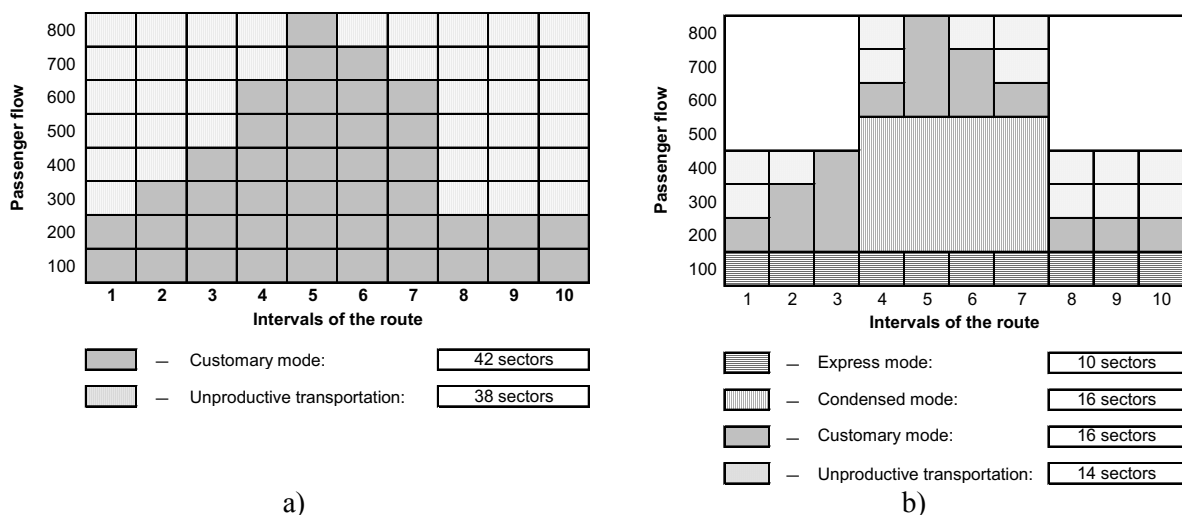 Passenger flow
800
700
600
500
400
300
200
100
1 2 3 4 5 6 7 8 9 10
Intervals of the route
– Customary mode: 42 sectors
– Unproductive transportation: 38 sectors
a)
Passenger flow
800
700
600
500
400
300
200
100
1 2 3 4 5 6 7 8 9 10
Intervals of the route
– Express mode: 10 sectors
– Condensed mode: 16 sectors
– Customary mode: 16 sectors
– Unproductive transportation: 14 sectors
b)